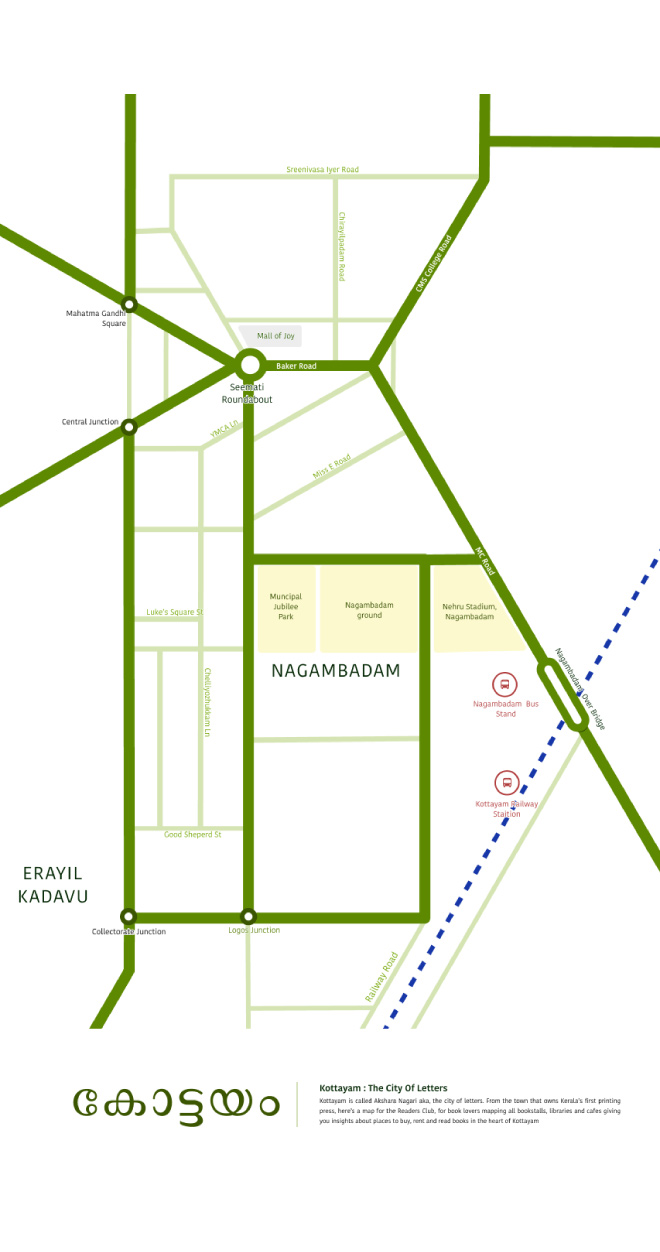 Sreenivasa Iyer Road
Chirayilpadam Road
CMS College Road
Mahatma Gandhi
Square
Mall of Joy
Baker Road
Seemati
Roundabout
Central Junction
YMCA Ln
Miss E Road
MC Road
Muncipal
Jubilee
Park
Nagambadam
ground
Nehru Stadium,
Nagambadam
Luke's Square St
NAGAMBADAM
Nagambadam Over Bridge
Chelliyozhukkam Ln
Nagambadam Bus
Stand
Kottayam Railway
Staition
Good Sheperd St
ERAYIL
KADAVU
Collectorate Junction
Logos Junction
Railway Road
കോട്ടയം
Kottayam : The City Of Letters
Kottayam is called Akshara Nagari aka, the city of letters. From the town that owns Kerala's first printing
press, here's a map for the Readers Club, for book lovers mapping all bookstalls, libraries and cafes giving
you insights about places to buy, rent and read books in the heart of Kottayam